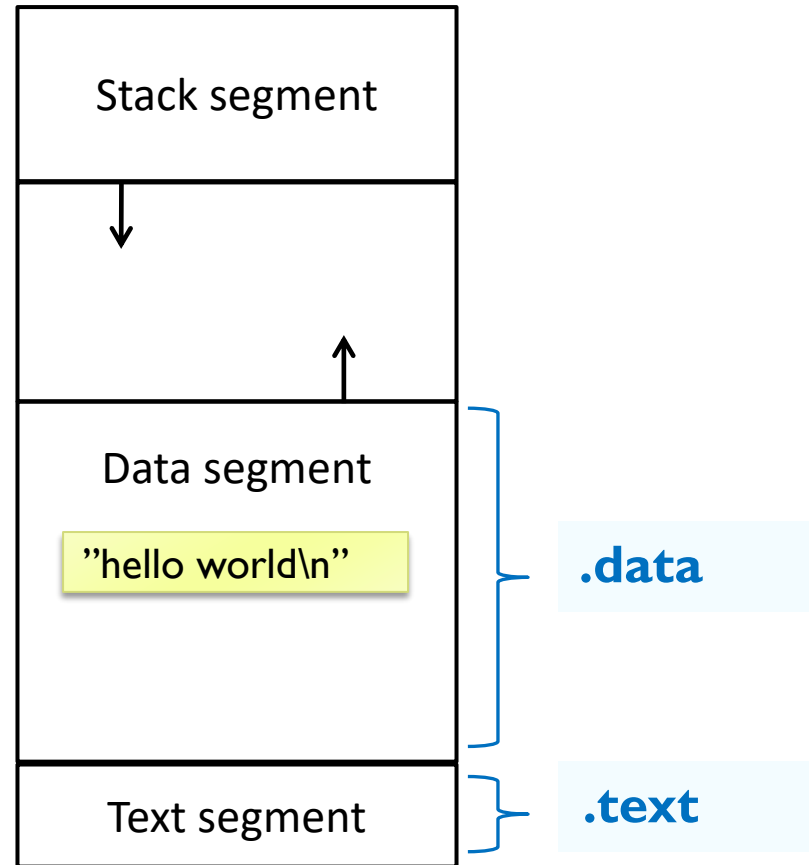 Stack segment
Data segment
”hello world\n”
.data
Text segment
.text